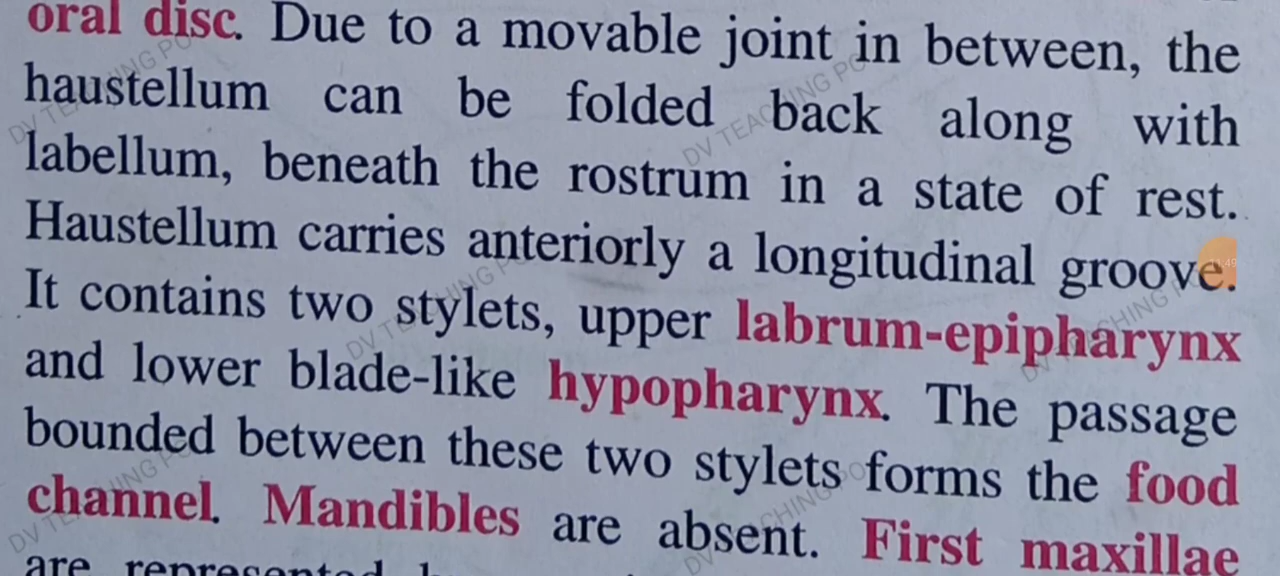 oral disc. Due to a movable joint in between, the
haustellum can be folded back along with
labellum, beneath the rostrum in a state of rest.
Haustellum carries anteriorly a longitudinal groove.
It contains two stylets, upper labrum-epipharynx
and lower blade-like hypopharynx. The passage
bounded between these two stylets forms the food
channel. Mandibles are absent. First maxillae
are represented